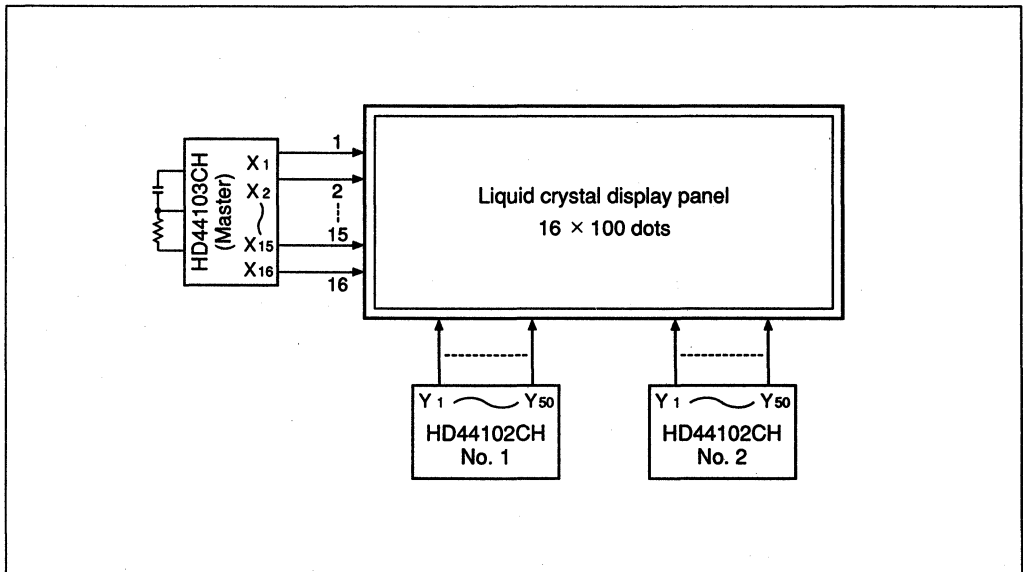 HD44103CH
(Master)
X1
X2
X15
X16
1
2
15
16
Liquid crystal display panel
16 × 100 dots
Y1 Y50
HD44102CH
No. 1
Y1 Y50
HD44102CH
No. 2